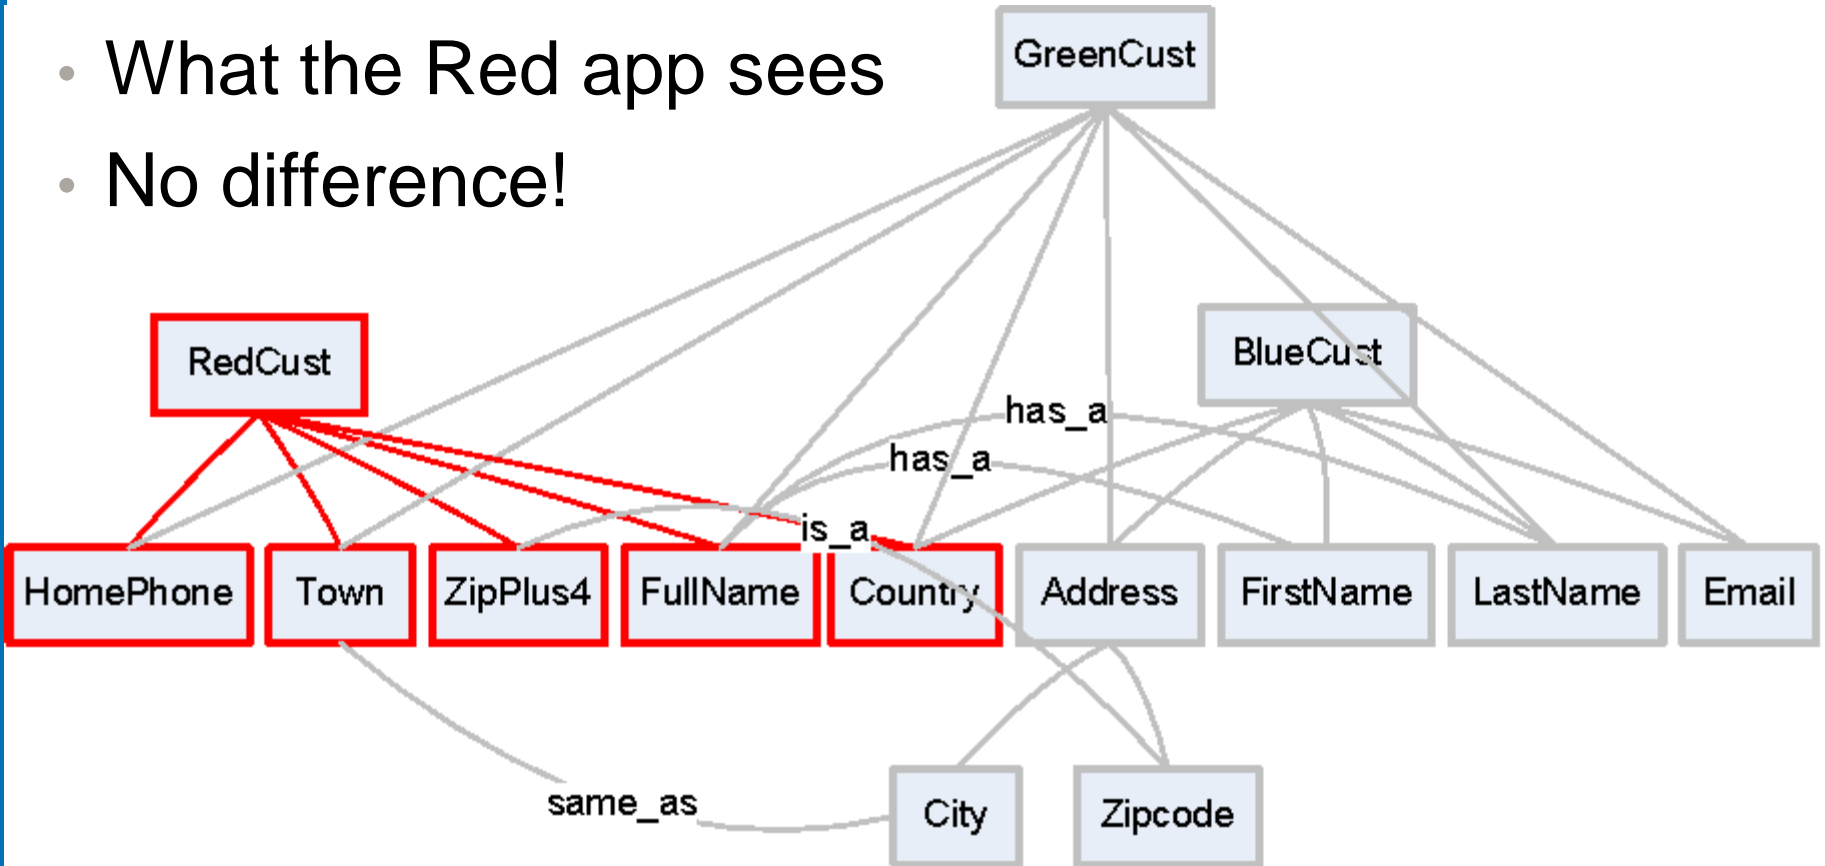 • What the Red app sees
• No difference!
GreenCust
RedCust
BlueCust
has_a
has_a
is_a
HomePhone
Town
ZipPlus4
FullName
Country
Address
FirstName
LastName
Email
same_as
City
Zipcode